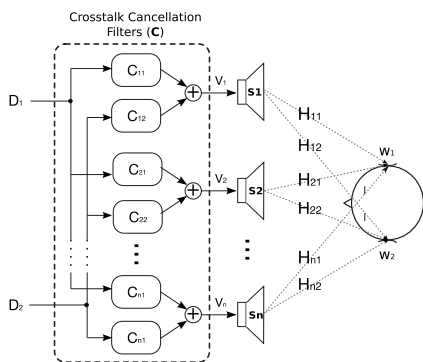 Crosstalk Cancellation
Filters (C)
D1
C11
C12
V1
S1
H11
H12
w1
C21
C22
V2
S2
H21
H22
w2
D2
Cn1
Cn1
Vn
Sn
Hn1
Hn2